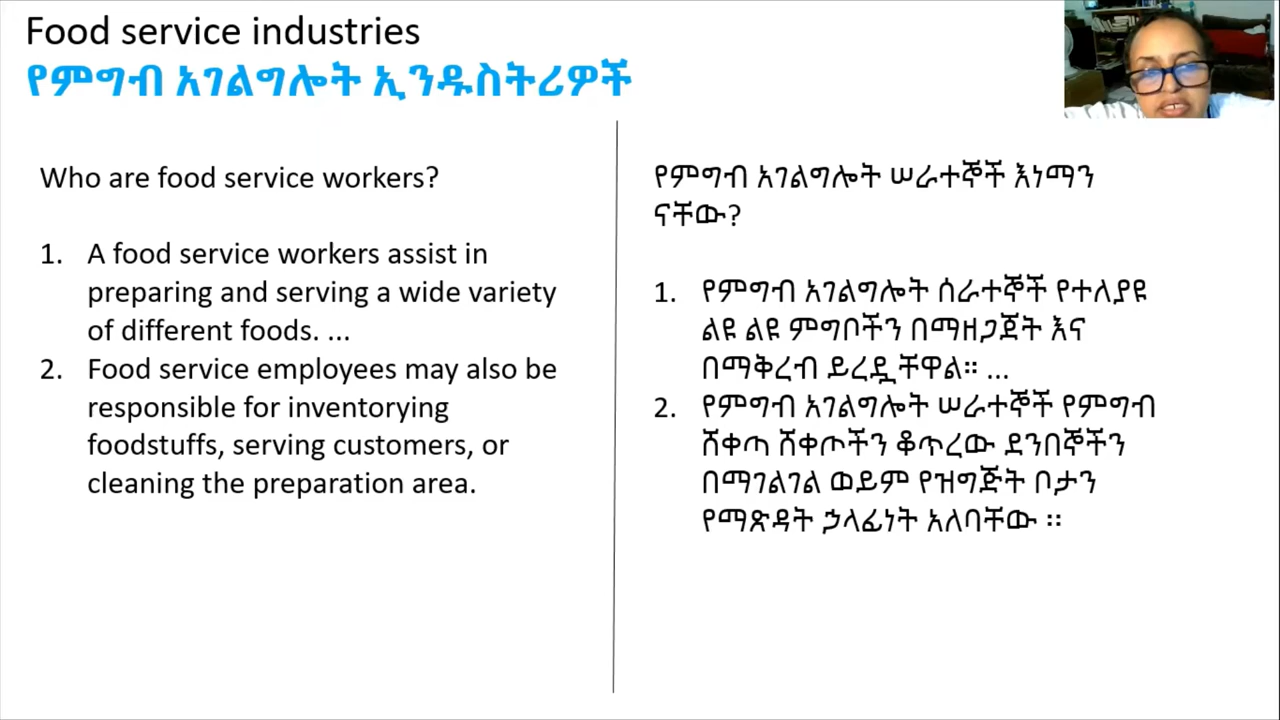 Food service industries
የምግብ አገልግሎት ኢንዱስትሪዎች
Who are food service workers?
1. A food service workers assist in
preparing and serving a wide variety
of different foods. ...
2. Food service employees may also be
responsible for inventorying
foodstuffs, serving customers, or
cleaning the preparation area.
የምግብ አገልግሎት ሠራተኞች እነማን
ናቸው?
1. የምግብ አገልግሎት ሰራተኞች የተለያዩ
ልዩ ልዩ ምግቦችን በማዘጋጀት እና
በማቅረብ ይረዷቸዋል። ...
2. የምግብ አገልግሎት ሠራተኞች የምግብ
ሸቀጣ ሸቀጦችን ቆጥረው ደንበኞችን
በማገልገል ወይም የዝግጅት ቦታን
የማጽዳት ኃላፊነት አለባቸው ፡፡